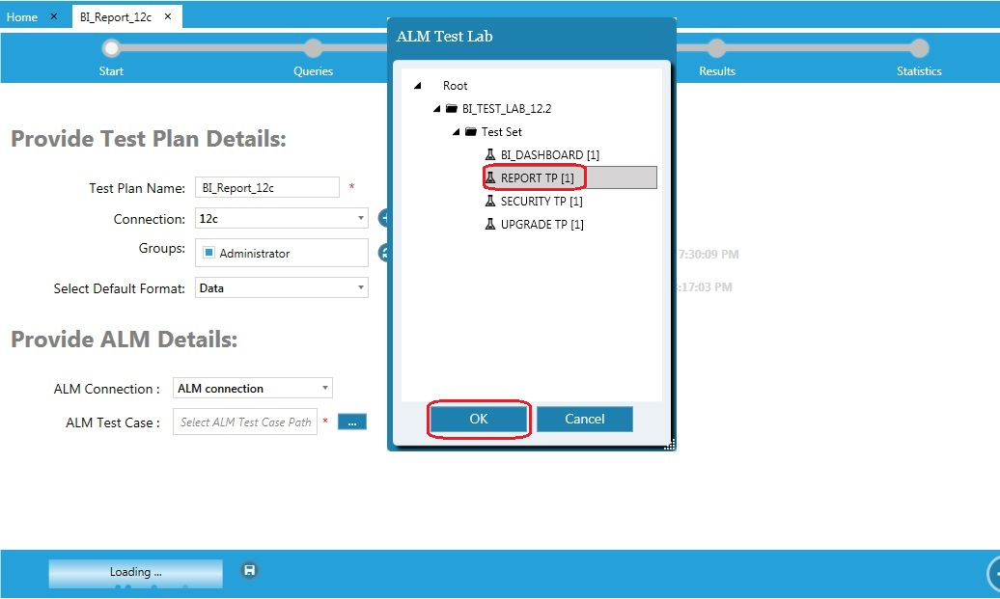 Home × BI_Report_12c ×
ALM Test Lab
Start Queries Results Statistics
Root
BI_TEST_LAB_12.2
Test Set
BI_DASHBOARD [1]
REPORT TP [1]
SECURITY TP [1]
UPGRADE TP [1]
OK Cancel
Provide Test Plan Details:
Test Plan Name: BI_Report_12c *
Connection: 12c
Groups: Administrator
7:30:09 PM
Select Default Format: Data
:17:03 PM
Provide ALM Details:
ALM Connection : ALM connection
ALM Test Case : Select ALM Test Case Path * ...
Loading ...